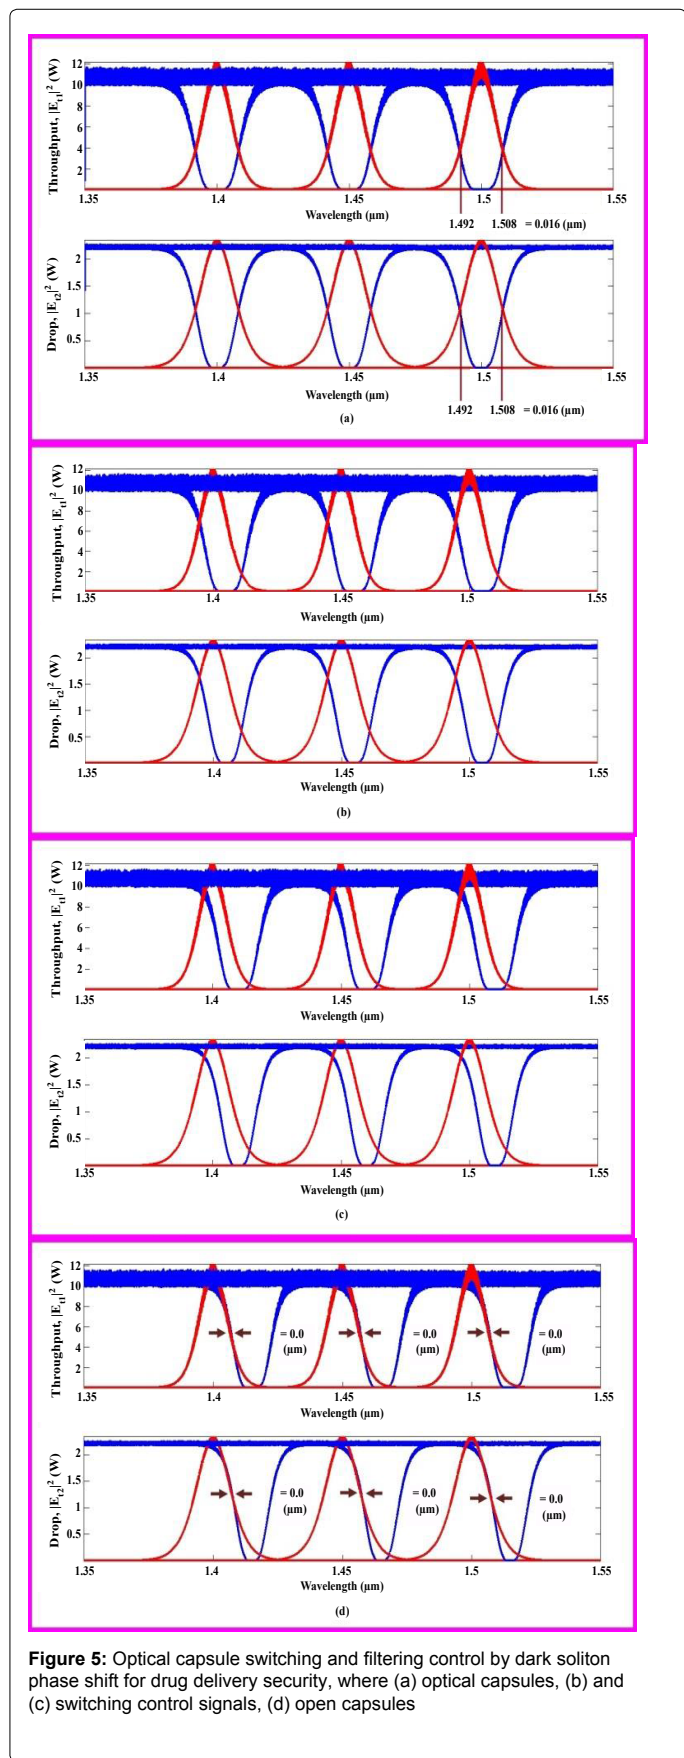 12
10
8
6
4
2
Throughput, |E_t1|² (W)
1.35
1.4
1.45
1.5
1.55
Wavelength (µm)
1.492 1.508 = 0.016 (µm)
2
1.5
1
0.5
Drop, |E_t2|² (W)
1.35
1.4
1.45
1.5
1.55
Wavelength (µm)
1.492 1.508 = 0.016 (µm)
(a)
12
10
8
6
4
2
Throughput, |E_t1|² (W)
1.35
1.4
1.45
1.5
1.55
Wavelength (µm)
2
1.5
1
0.5
Drop, |E_t2|² (W)
1.35
1.4
1.45
1.5
1.55
Wavelength (µm)
(b)
12
10
8
6
4
2
Throughput, |E_t1|² (W)
1.35
1.4
1.45
1.5
1.55
Wavelength (µm)
2
1.5
1
0.5
Drop, |E_t2|² (W)
1.35
1.4
1.45
1.5
1.55
Wavelength (µm)
(c)
12
10
8
6
4
2
Throughput, |E_t1|² (W)
= 0.0
(µm)
= 0.0
(µm)
= 0.0
(µm)
1.35
1.4
1.45
1.5
1.55
Wavelength (µm)
2
1.5
1
0.5
Drop, |E_t2|² (W)
= 0.0
(µm)
= 0.0
(µm)
= 0.0
(µm)
1.35
1.4
1.45
1.5
1.55
Wavelength (µm)
(d)
Figure 5: Optical capsule switching and filtering control by dark soliton
phase shift for drug delivery security, where (a) optical capsules, (b) and
(c) switching control signals, (d) open capsules